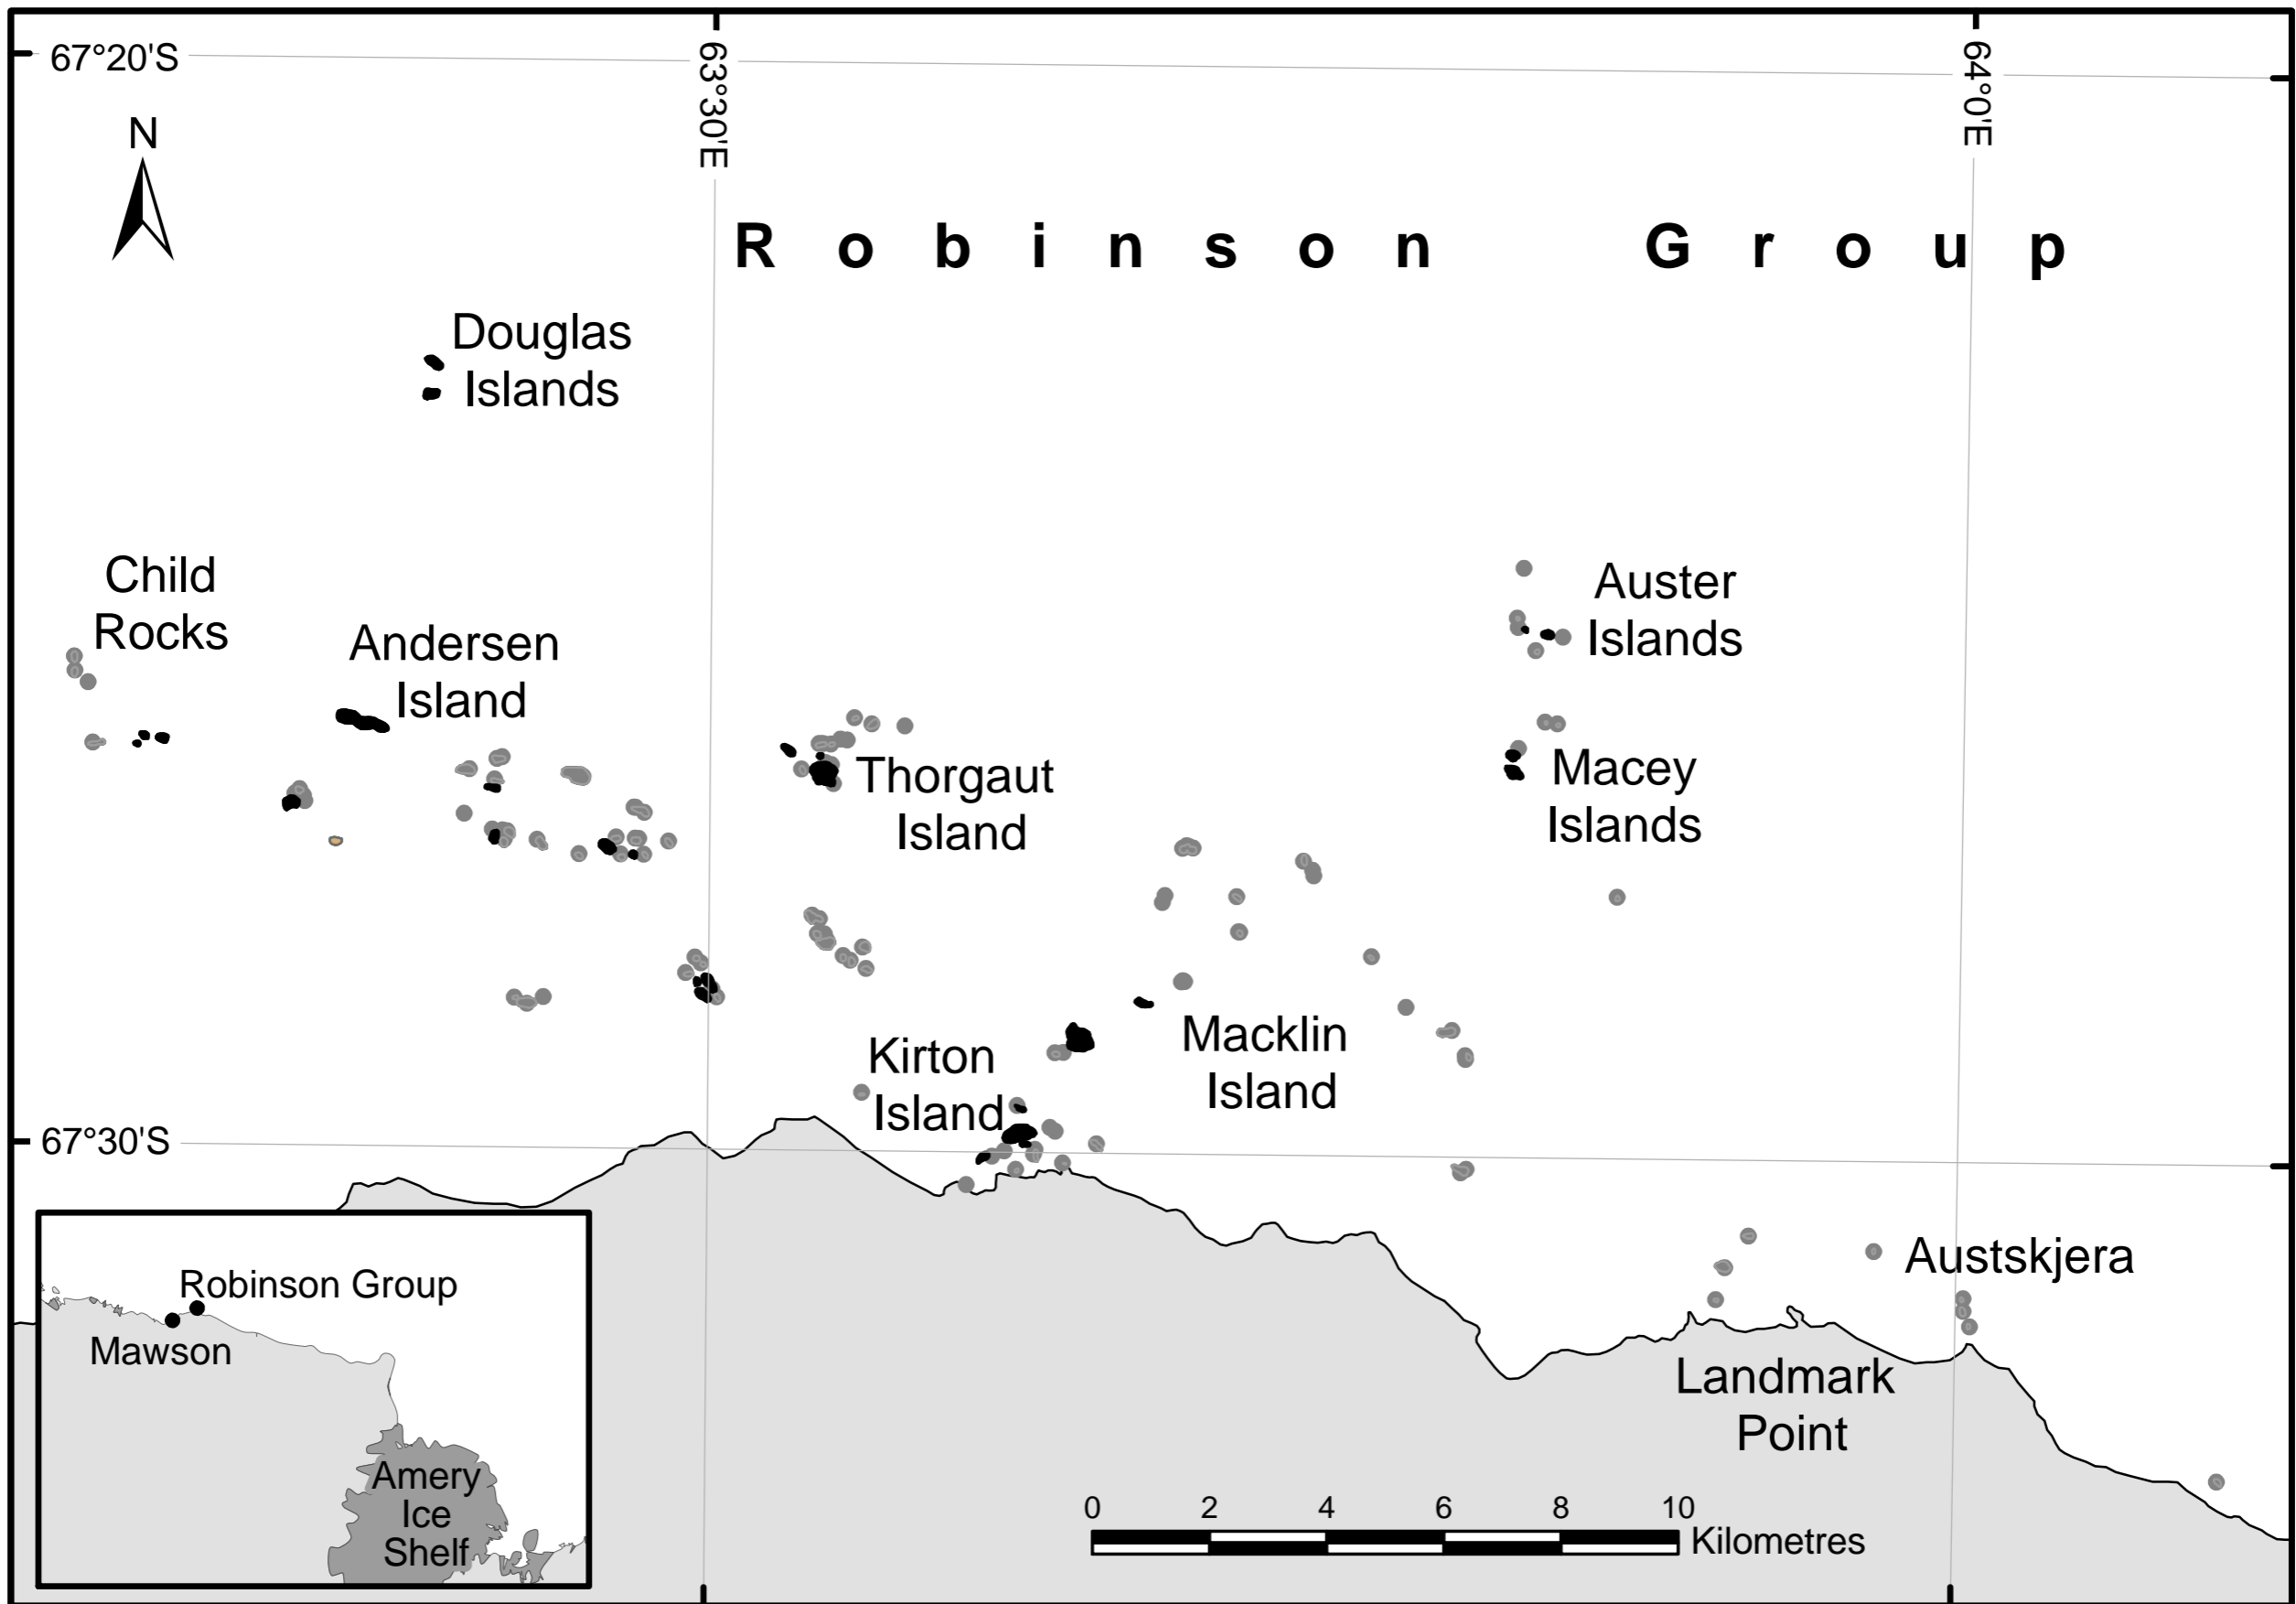 67°20'S
63°30'E
64°0'E
N
Robinson Group
Douglas
Islands
Child
Rocks
Andersen
Island
Auster
Islands
Thorgaut
Island
Macey
Islands
Kirton
Island
Macklin
Island
67°30'S
Austskjera
Landmark
Point
Robinson Group
Mawson
Amery
Ice
Shelf
0 2 4 6 8 10
Kilometres